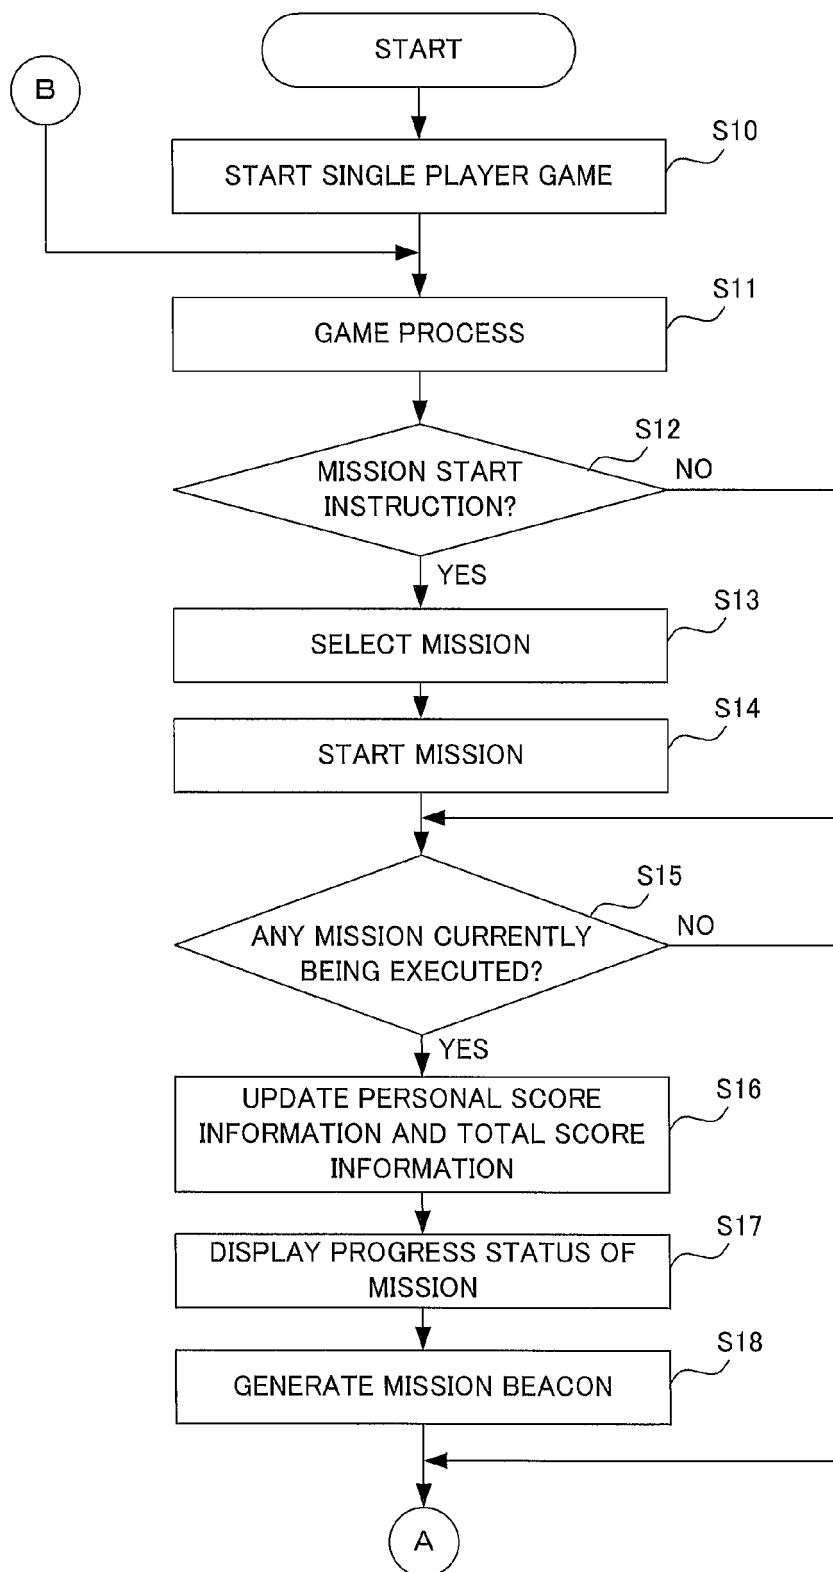 START
B
S10
START SINGLE PLAYER GAME
S11
GAME PROCESS
S12
MISSION START
INSTRUCTION?
NO
YES
S13
SELECT MISSION
S14
START MISSION
S15
ANY MISSION CURRENTLY
BEING EXECUTED?
NO
YES
S16
UPDATE PERSONAL SCORE
INFORMATION AND TOTAL SCORE
INFORMATION
S17
DISPLAY PROGRESS STATUS OF
MISSION
S18
GENERATE MISSION BEACON
A